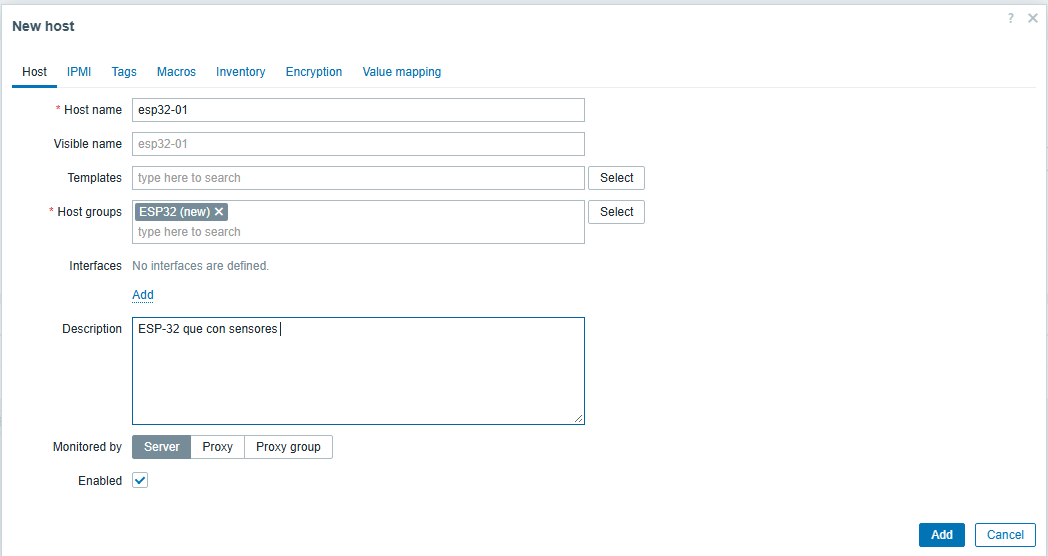 New host
? ×
Host IPMI Tags Macros Inventory Encryption Value mapping
* Host name esp32-01
Visible name esp32-01
Templates type here to search Select
* Host groups ESP32 (new) × Select
type here to search
Interfaces No interfaces are defined.
Add
Description ESP-32 que con sensores
Monitored by Server Proxy Proxy group
Enabled
Add Cancel